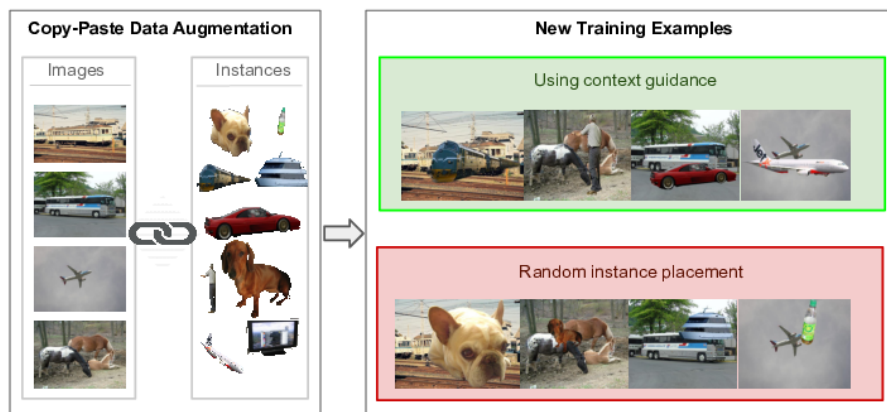 Copy-Paste Data Augmentation
Images
Instances
New Training Examples
Using context guidance
Random instance placement